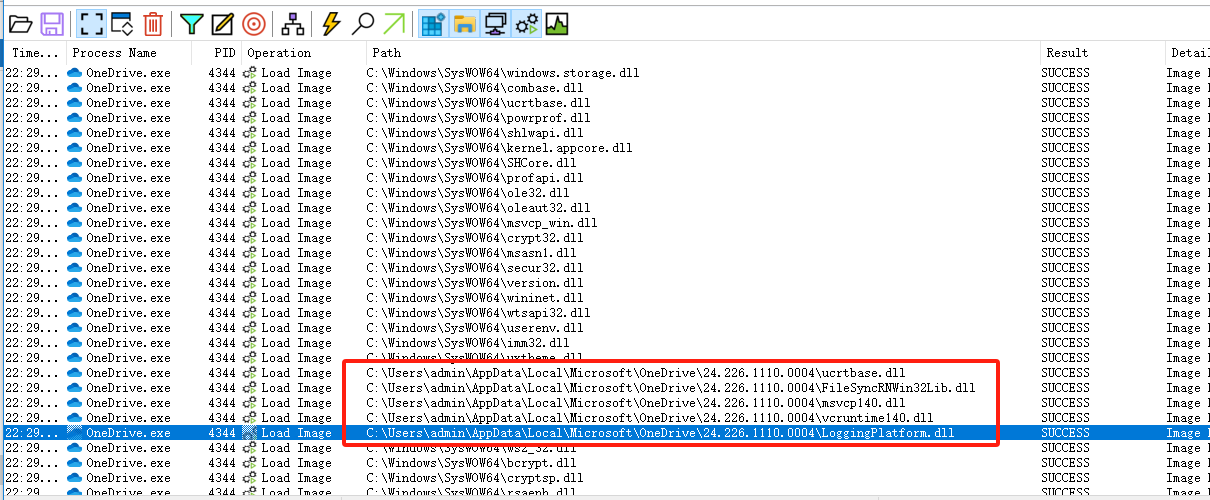 Time... Process Name PID Operation Path Result Detai
22:29... OneDrive.exe 4344 Load Image C:\Windows\SysWOW64\windows.storage.dll SUCCESS Image
22:29... OneDrive.exe 4344 Load Image C:\Windows\SysWOW64\combase.dll SUCCESS Image
22:29... OneDrive.exe 4344 Load Image C:\Windows\SysWOW64\ucrtbase.dll SUCCESS Image
22:29... OneDrive.exe 4344 Load Image C:\Windows\SysWOW64\powrprof.dll SUCCESS Image
22:29... OneDrive.exe 4344 Load Image C:\Windows\SysWOW64\shlwapi.dll SUCCESS Image
22:29... OneDrive.exe 4344 Load Image C:\Windows\SysWOW64\kernel.appcore.dll SUCCESS Image
22:29... OneDrive.exe 4344 Load Image C:\Windows\SysWOW64\SHCore.dll SUCCESS Image
22:29... OneDrive.exe 4344 Load Image C:\Windows\SysWOW64\profapi.dll SUCCESS Image
22:29... OneDrive.exe 4344 Load Image C:\Windows\SysWOW64\ole32.dll SUCCESS Image
22:29... OneDrive.exe 4344 Load Image C:\Windows\SysWOW64\oleaut32.dll SUCCESS Image
22:29... OneDrive.exe 4344 Load Image C:\Windows\SysWOW64\msvcp_win.dll SUCCESS Image
22:29... OneDrive.exe 4344 Load Image C:\Windows\SysWOW64\crypt32.dll SUCCESS Image
22:29... OneDrive.exe 4344 Load Image C:\Windows\SysWOW64\msasn1.dll SUCCESS Image
22:29... OneDrive.exe 4344 Load Image C:\Windows\SysWOW64\secur32.dll SUCCESS Image
22:29... OneDrive.exe 4344 Load Image C:\Windows\SysWOW64\version.dll SUCCESS Image
22:29... OneDrive.exe 4344 Load Image C:\Windows\SysWOW64\wininet.dll SUCCESS Image
22:29... OneDrive.exe 4344 Load Image C:\Windows\SysWOW64\wtsapi32.dll SUCCESS Image
22:29... OneDrive.exe 4344 Load Image C:\Windows\SysWOW64\userenv.dll SUCCESS Image
22:29... OneDrive.exe 4344 Load Image C:\Windows\SysWOW64\imm32.dll SUCCESS Image
22:29... OneDrive.exe 4344 Load Image C:\Windows\SysWOW64\uxtheme.dll SUCCESS Image
22:29... OneDrive.exe 4344 Load Image C:\Users\admin\AppData\Local\Microsoft\OneDrive\24.226.1110.0004\ucrtbase.dll SUCCESS Image
22:29... OneDrive.exe 4344 Load Image C:\Users\admin\AppData\Local\Microsoft\OneDrive\24.226.1110.0004\FileSyncRNWin32Lib.dll SUCCESS Image
22:29... OneDrive.exe 4344 Load Image C:\Users\admin\AppData\Local\Microsoft\OneDrive\24.226.1110.0004\msvcp140.dll SUCCESS Image
22:29... OneDrive.exe 4344 Load Image C:\Users\admin\AppData\Local\Microsoft\OneDrive\24.226.1110.0004\vcruntime140.dll SUCCESS Image
22:29... OneDrive.exe 4344 Load Image C:\Users\admin\AppData\Local\Microsoft\OneDrive\24.226.1110.0004\LoggingPlatform.dll SUCCESS Image
22:29... OneDrive.exe 4344 Load Image C:\Windows\SysWOW64\ws2_32.dll SUCCESS Image
22:29... OneDrive.exe 4344 Load Image C:\Windows\SysWOW64\bcrypt.dll SUCCESS Image
22:29... OneDrive.exe 4344 Load Image C:\Windows\SysWOW64\cryptsp.dll SUCCESS Image
22:29... OneDrive.exe 4344 Load Image C:\Windows\SysWOW64\rsaenh.dll SUCCESS Image